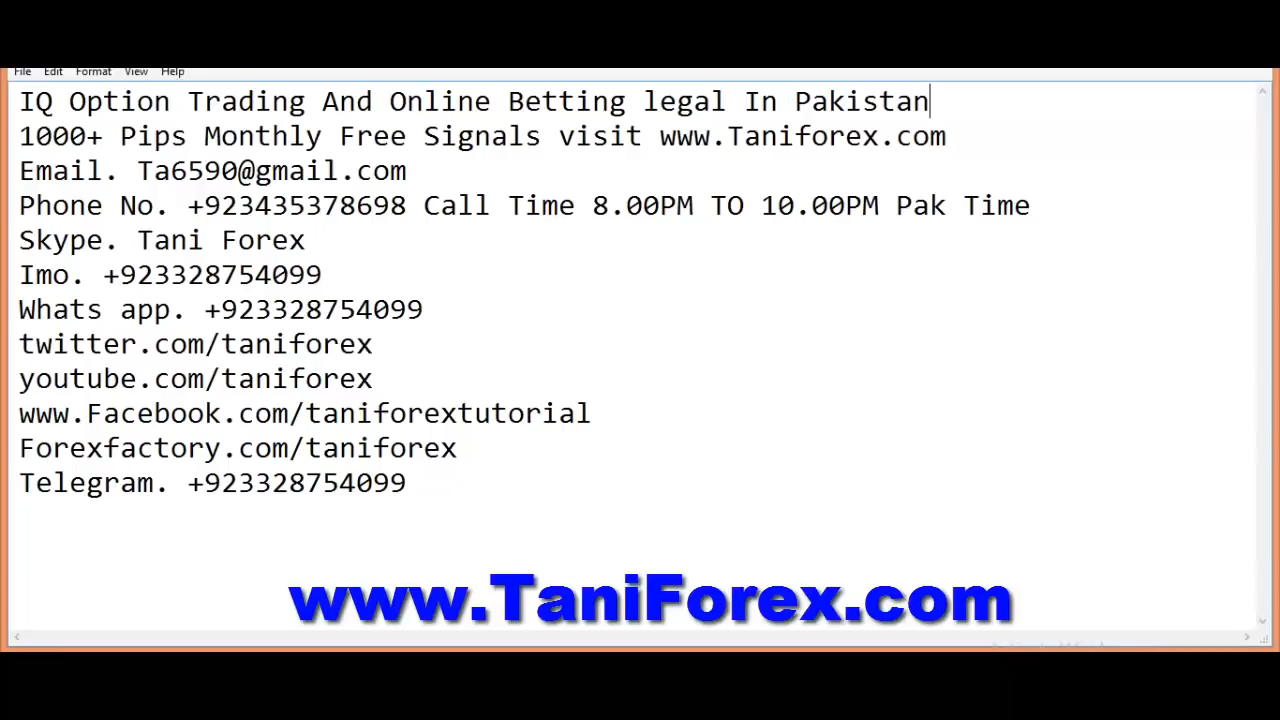 File Edit Format View Help
IQ Option Trading And Online Betting legal In Pakistan
1000+ Pips Monthly Free Signals visit www.Taniforex.com
Email. Ta6590@gmail.com
Phone No. +923435378698 Call Time 8.00PM TO 10.00PM Pak Time
Skype. Tani Forex
Imo. +923328754099
Whats app. +923328754099
twitter.com/taniforex
youtube.com/taniforex
www.Facebook.com/taniforextutorial
Forexfactory.com/taniforex
Telegram. +923328754099
www.TaniForex.com